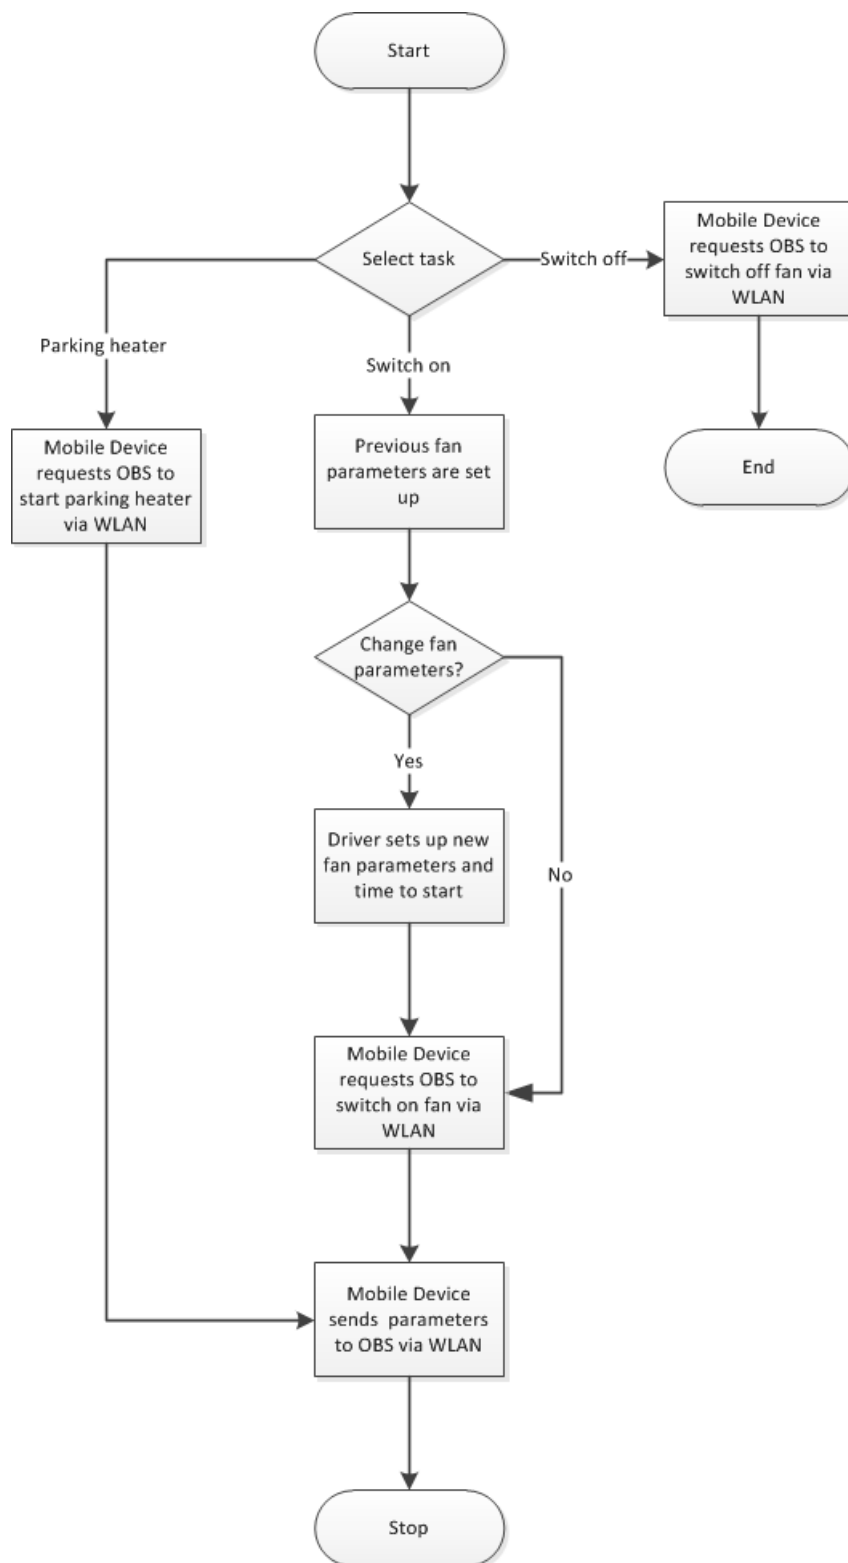 Start
Select task
Switch off
Mobile Device
requests OBS to
switch off fan via
WLAN
Parking heater
Switch on
Mobile Device
requests OBS to
start parking heater
via WLAN
Previous fan
parameters are set
up
End
Change fan
parameters?
Yes
No
Driver sets up new
fan parameters and
time to start
Mobile Device
requests OBS to
switch on fan via
WLAN
Mobile Device
sends parameters
to OBS via WLAN
Stop